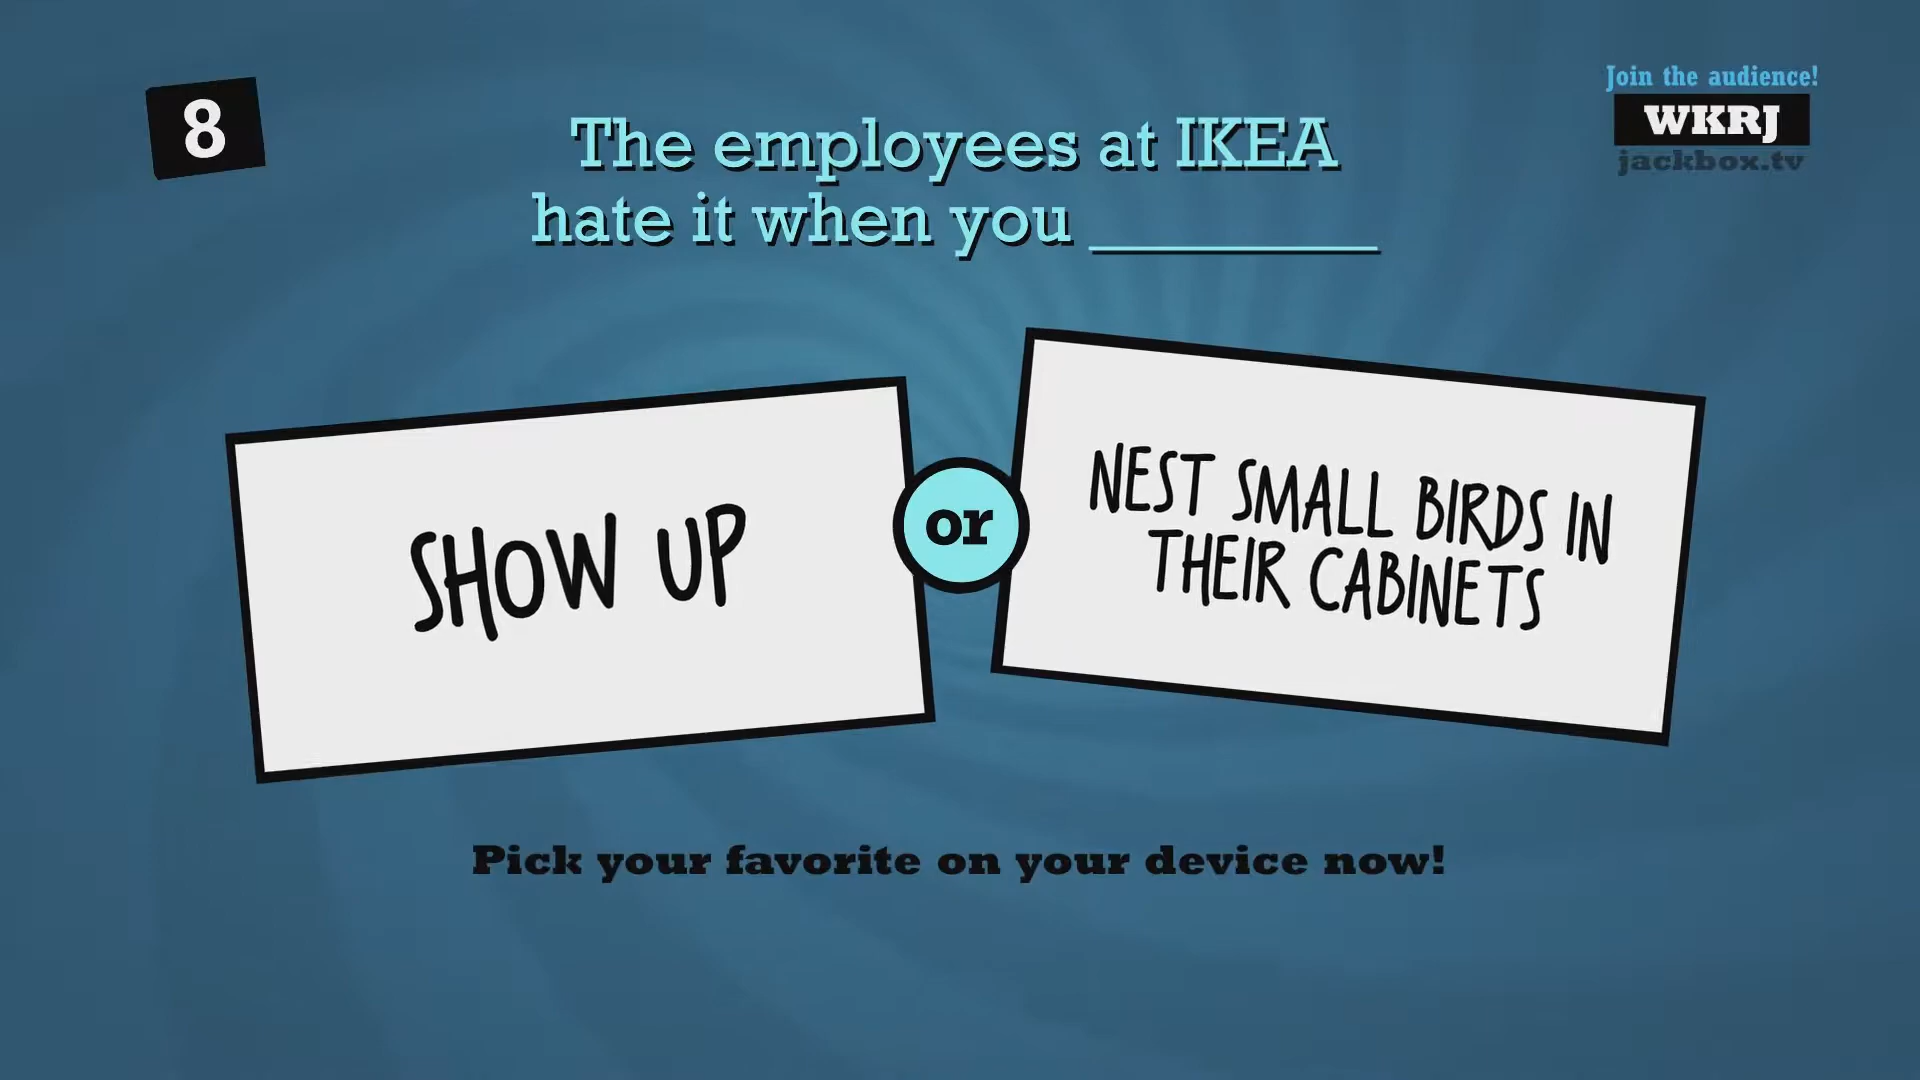 8
The employees at IKEA
hate it when you ________
Join the audience!
WKRJ
jackbox.tv
SHOW UP
or
NEST SMALL BIRDS IN
THEIR CABINETS
Pick your favorite on your device now!